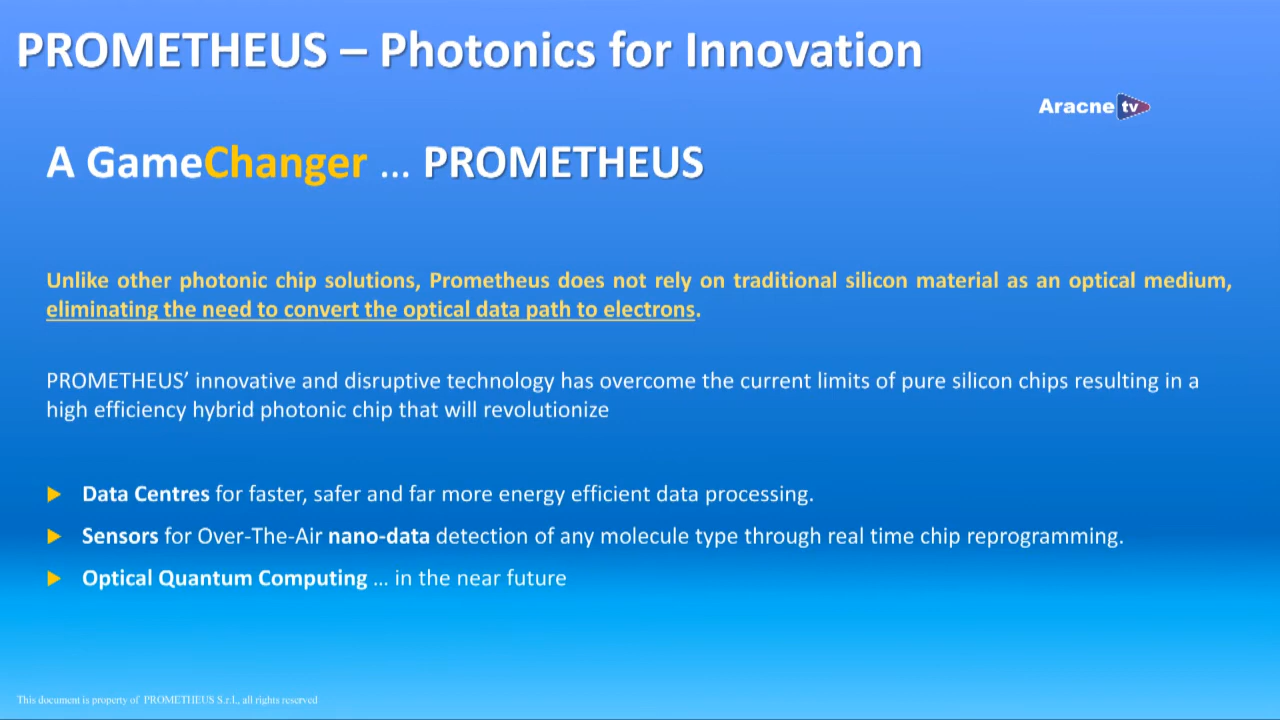 PROMETHEUS – Photonics for Innovation
Aracne tv
A GameChanger ... PROMETHEUS
Unlike other photonic chip solutions, Prometheus does not rely on traditional silicon material as an optical medium,
eliminating the need to convert the optical data path to electrons.
PROMETHEUS’ innovative and disruptive technology has overcome the current limits of pure silicon chips resulting in a
high efficiency hybrid photonic chip that will revolutionize
Data Centres for faster, safer and far more energy efficient data processing.
Sensors for Over-The-Air nano-data detection of any molecule type through real time chip reprogramming.
Optical Quantum Computing ... in the near future
This document is property of PROMETHEUS S.r.l., all rights reserved